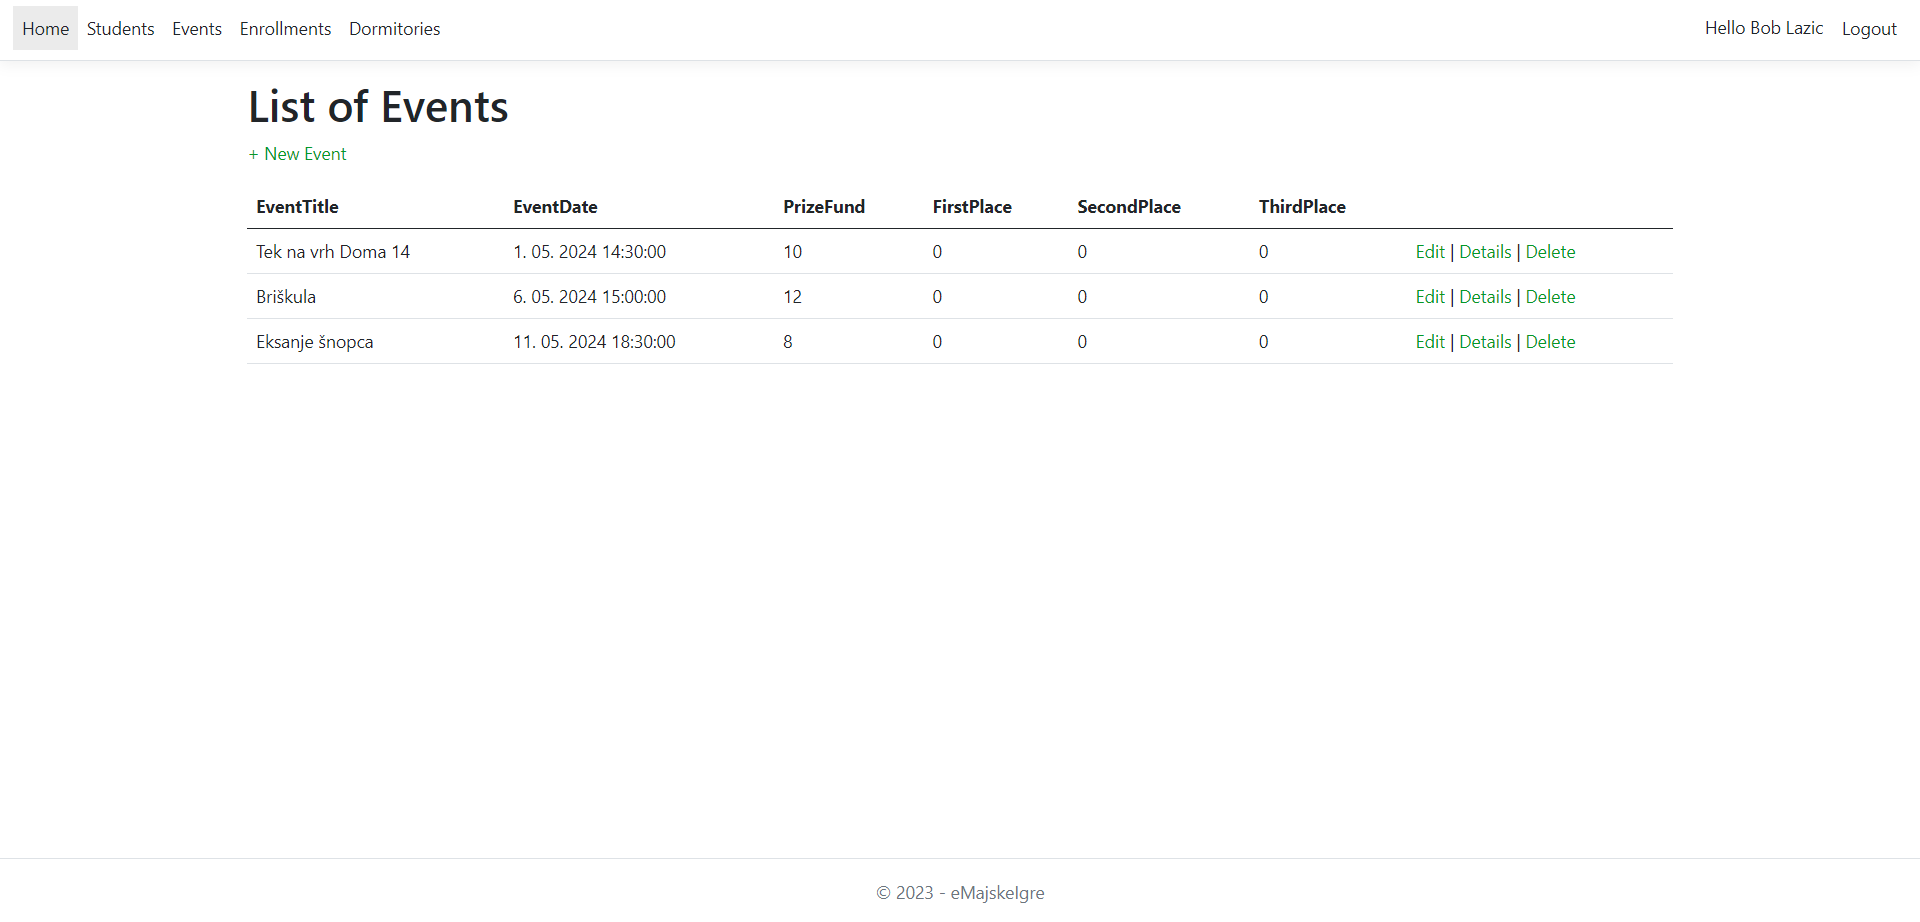 Home Students Events Enrollments Dormitories Hello Bob Lazic Logout
List of Events
+ New Event
EventTitle EventDate PrizeFund FirstPlace SecondPlace ThirdPlace
Tek na vrh Doma 14 1. 05. 2024 14:30:00 10 0 0 0 Edit | Details | Delete
Briškula 6. 05. 2024 15:00:00 12 0 0 0 Edit | Details | Delete
Eksanje šnopca 11. 05. 2024 18:30:00 8 0 0 0 Edit | Details | Delete
© 2023 - eMajskeIgre